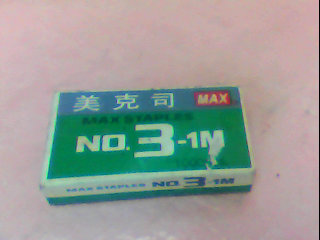 美克司 MAX
MAX STAPLES
NO. 3-1M
MAX STAPLES NO. 3-1M